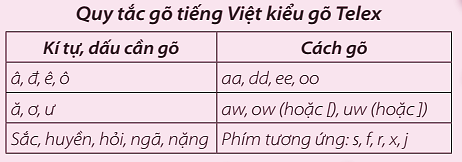 Quy tắc gõ tiếng Việt kiểu gõ Telex
Kí tự, dấu cần gõ Cách gõ
â, đ, ê, ô aa, dd, ee, oo
ă, ơ, ư aw, ow (hoặc [), uw (hoặc ])
Sắc, huyền, hỏi, ngã, nặng Phím tương ứng: s, f, r, x, j